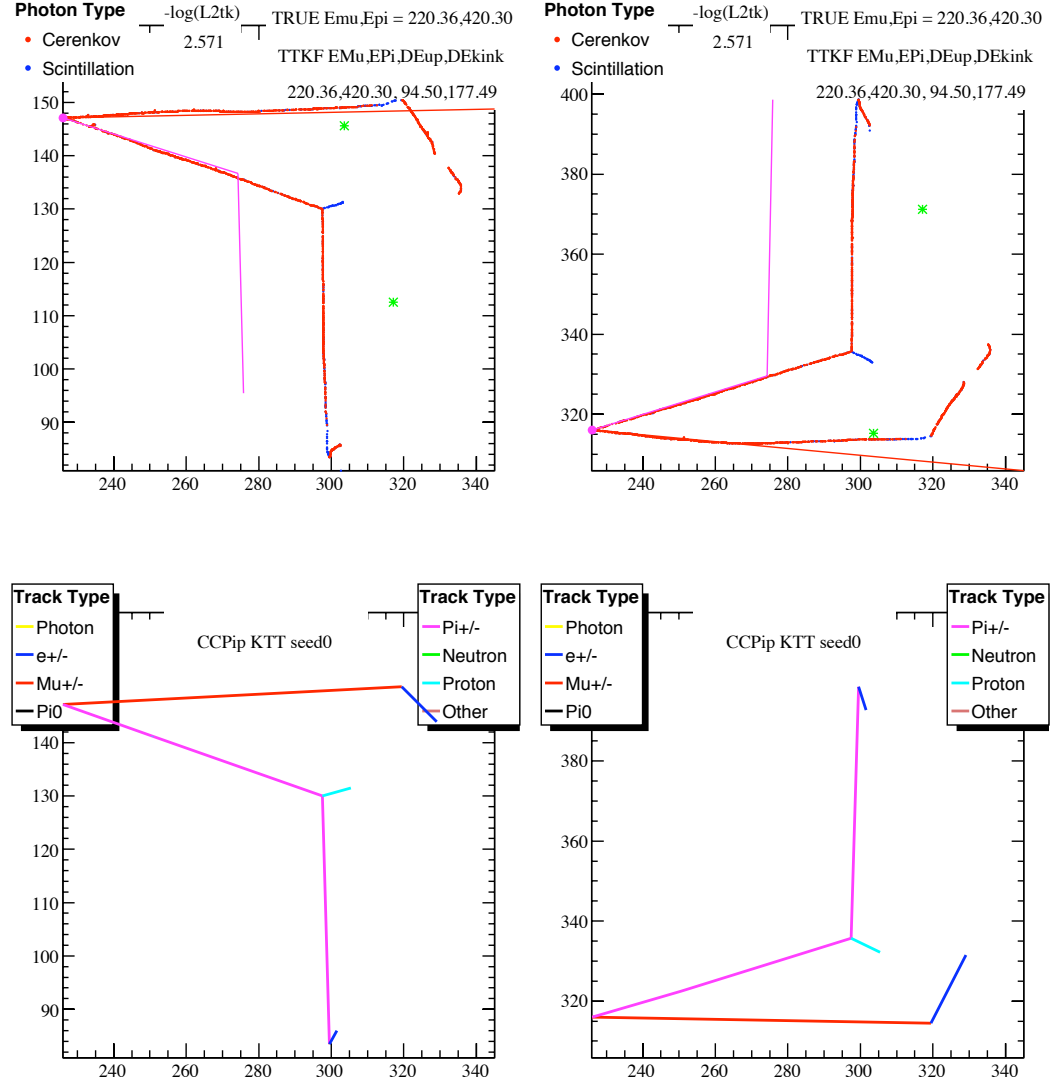 Photon Type
Cerenkov
Scintillation
-log(L2tk)
2.571
TRUE Emu,Epi = 220.36,420.30
TTKF EMu,EPi,DEup,DEkink
220.36,420.30, 94.50,177.49
150
140
130
120
110
100
90
240
260
280
300
320
340
Photon Type
Cerenkov
Scintillation
-log(L2tk)
2.571
TRUE Emu,Epi = 220.36,420.30
TTKF EMu,EPi,DEup,DEkink
220.36,420.30, 94.50,177.49
400
380
360
340
320
240
260
280
300
320
340
Track Type
Photon
e+/-
Mu+/-
Pi0
CCPip KTT seed0
Track Type
Pi+/-
Neutron
Proton
Other
140
130
120
110
100
90
240
260
280
300
320
340
Track Type
Photon
e+/-
Mu+/-
Pi0
CCPip KTT seed0
Track Type
Pi+/-
Neutron
Proton
Other
380
360
340
320
240
260
280
300
320
340